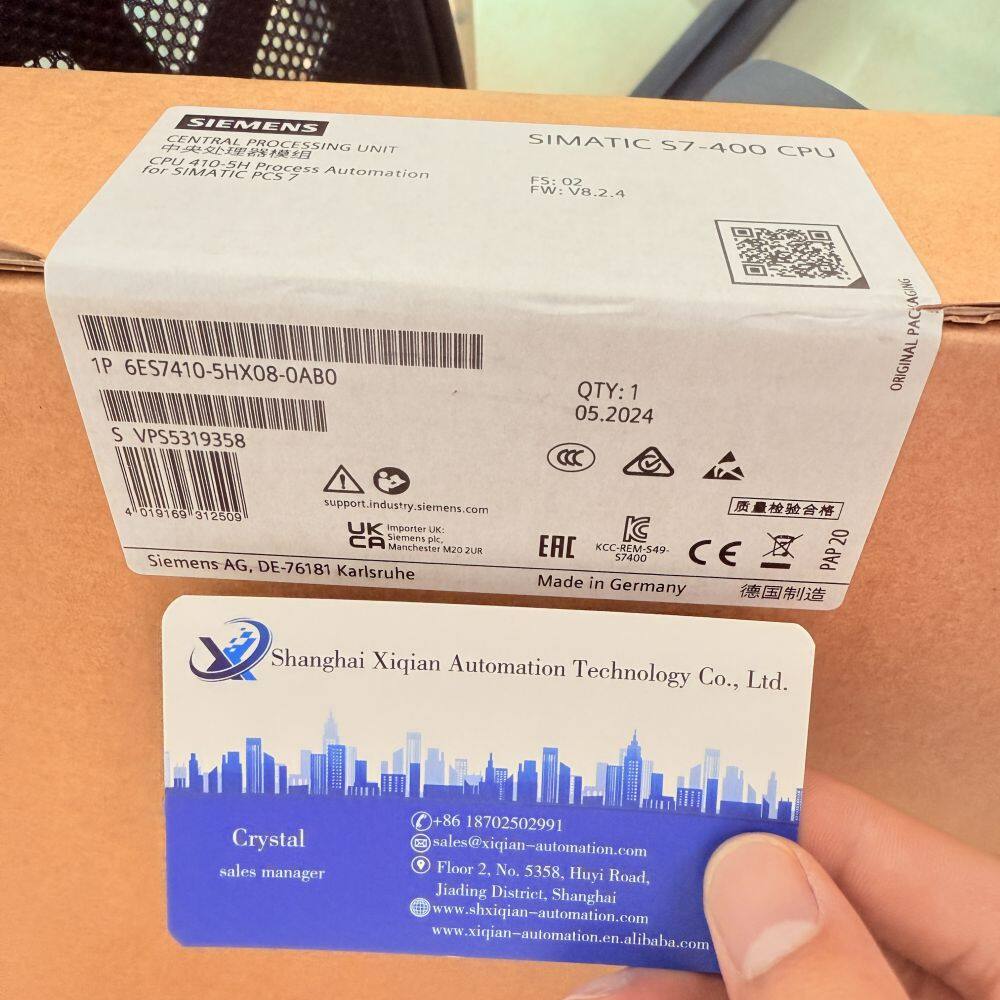 SIEMENS
CENTRAL PROCESSING UNIT
中央处理器模组
CPU 410-5H Process Automation
for SIMATIC PCS 7
SIMATIC S7-400 CPU
FS: 02
FW: V8.2.4
ORIGINAL PACKAGING
1P 6ES7410-5HX08-0AB0
S VPS5319358
4 019169 312509
QTY: 1
05.2024
support.industry.siemens.com
UK
CA
Importer UK:
Siemens plc,
Manchester M20 2UR
EAC
KCC-REM-S49-
S7400
CE
质量检验合格
PAP 20
Siemens AG, DE-76181 Karlsruhe
Made in Germany
德国制造
Shanghai Xiqian Automation Technology Co., Ltd.
Crystal
sales manager
+86 18702502991
sales@xiqian-automation.com
Floor 2, No. 5358, Huyi Road,
Jiading District, Shanghai
www.shxiqian-automation.com
www.xiqian-automation.en.alibaba.com